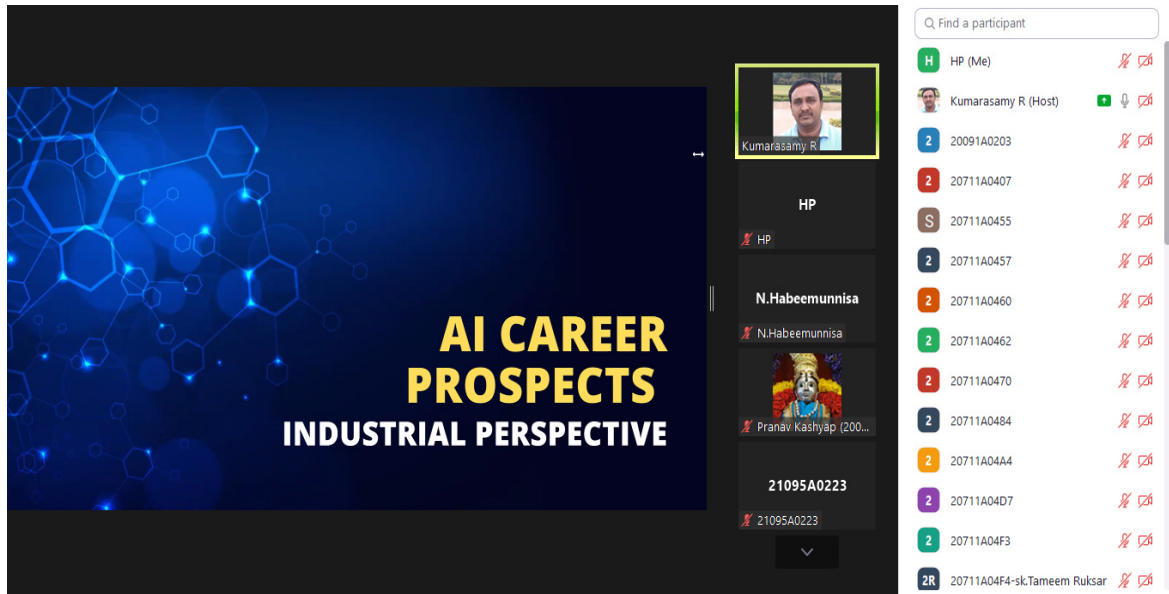 AI CAREER
PROSPECTS
INDUSTRIAL PERSPECTIVE
Kumarasamy R
HP
HP
N.Habeemunnisa
N.Habeemunnisa
Pranav Kashyap (200...
21095A0223
21095A0223
Find a participant
H HP (Me)
Kumarasamy R (Host)
2 20091A0203
2 20711A0407
S 20711A0455
2 20711A0457
2 20711A0460
2 20711A0462
2 20711A0470
2 20711A0484
2 20711A04A4
2 20711A04D7
2 20711A04F3
2R 20711A04F4-sk.Tameem Ruksar